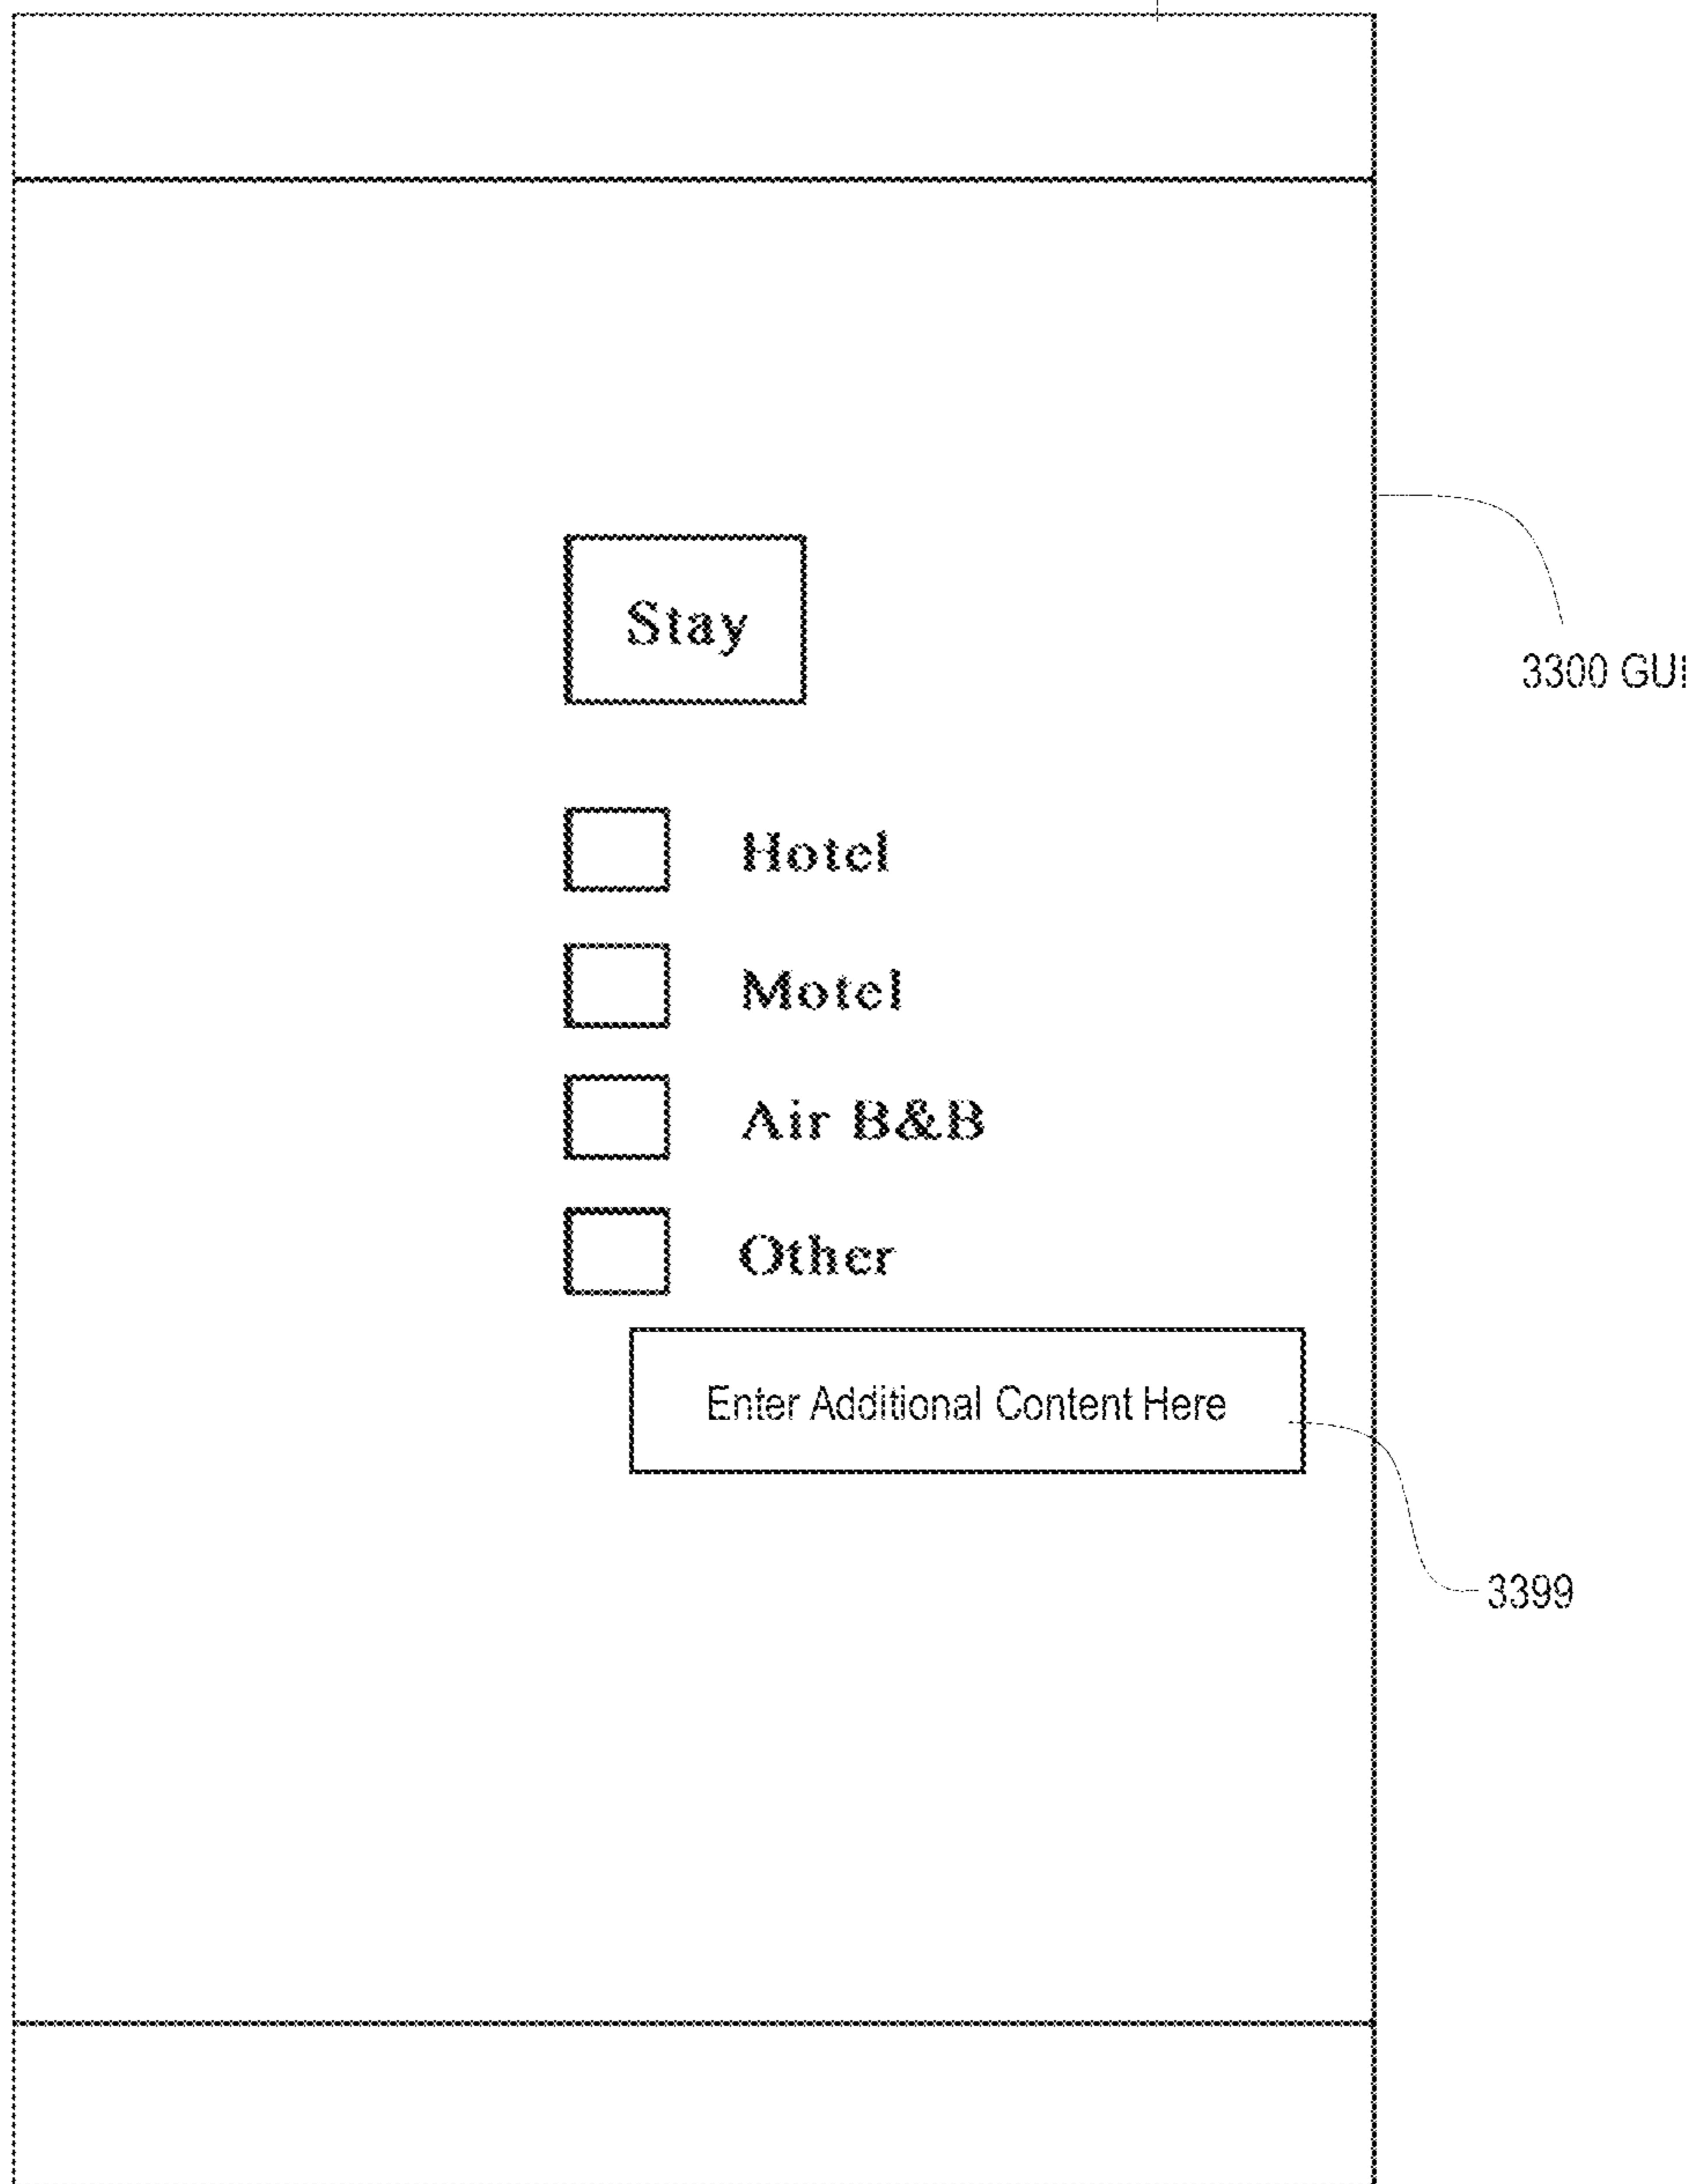 Stay
3300 GUI
Hotel
Motel
Air B&B
Other
Enter Additional Content Here
3399